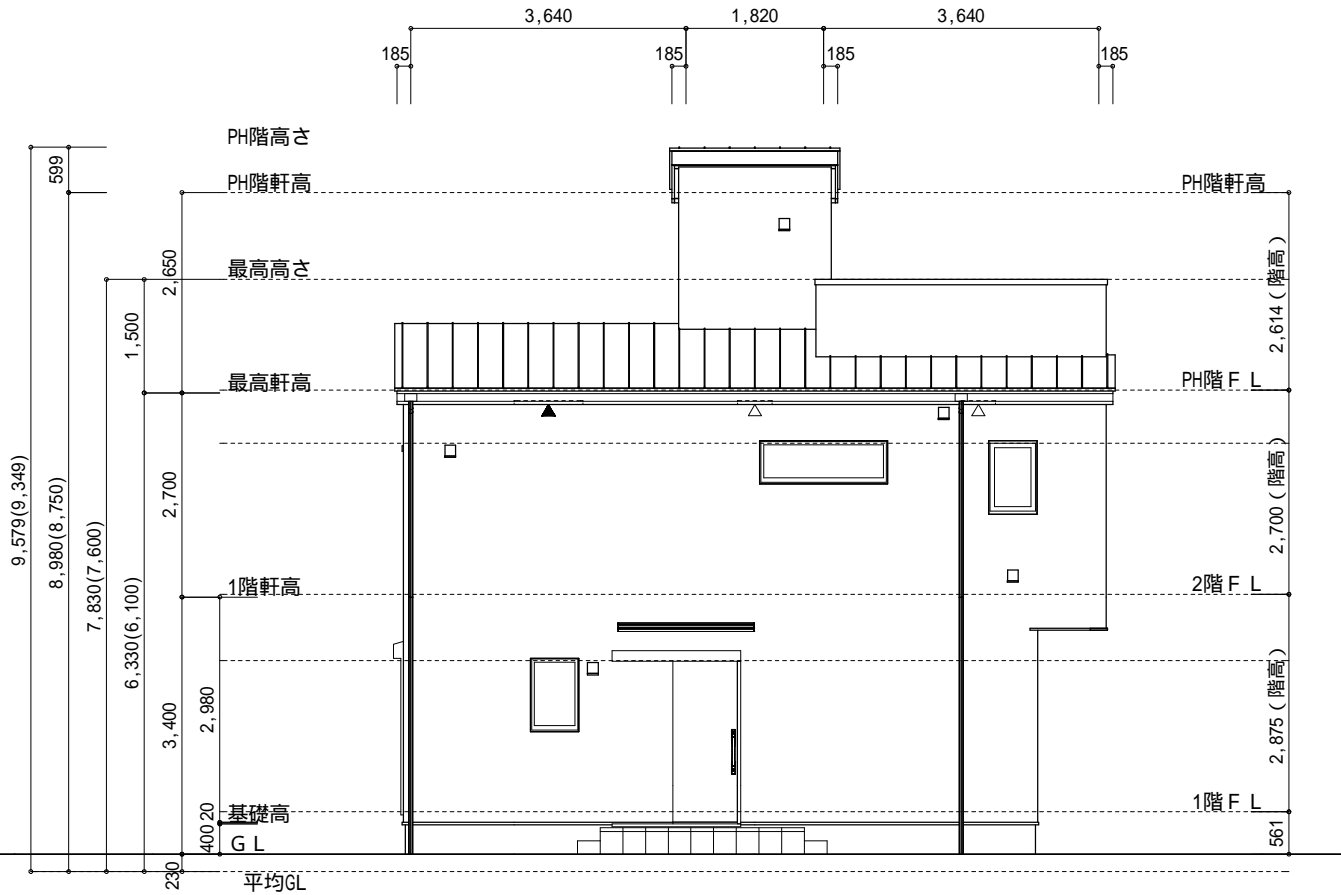 3,640
1,820
3,640
185
185
185
185
PH階高さ
599
PH階軒高
PH階軒高
2,650
最高高さ
2,614(階高)
1,500
最高軒高
PH階FL
9,579(9,349)
8,980(8,750)
7,830(7,600)
6,330(6,100)
2,700
2,700(階高)
1階軒高
2階FL
3,400
2,980
2,875(階高)
20
基礎高
1階FL
400
GL
561
230
平均GL